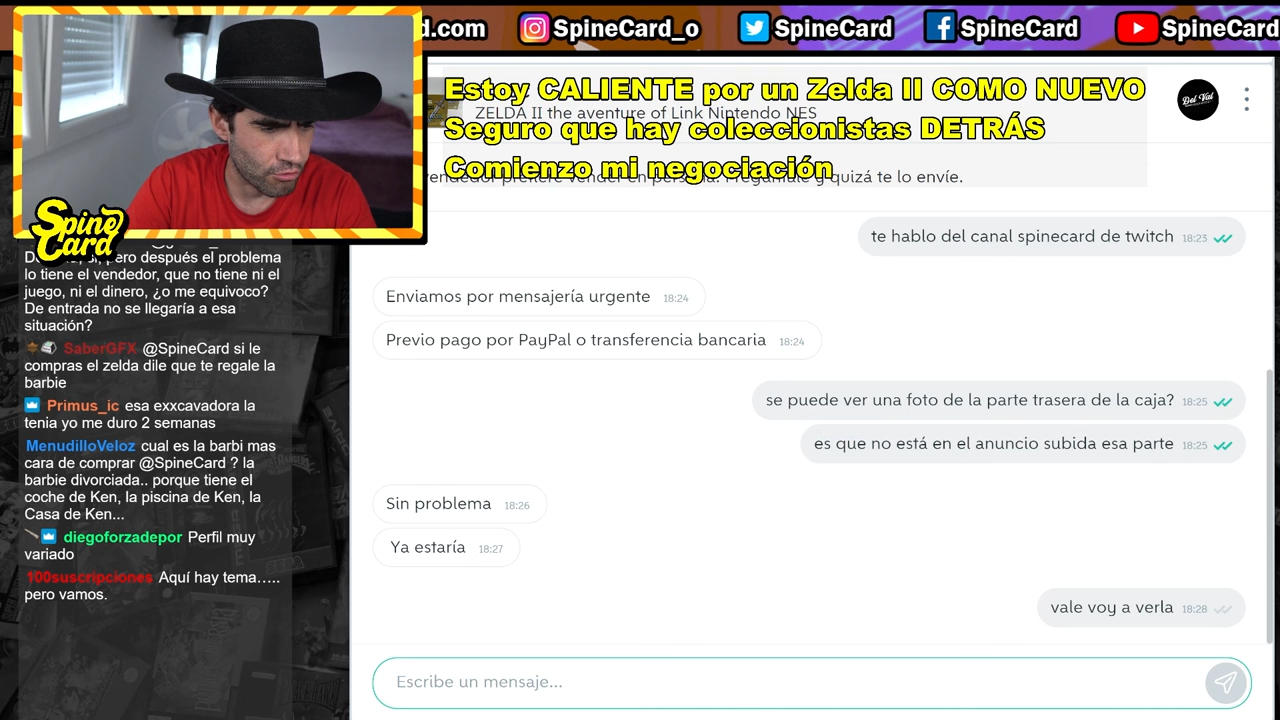 d.com
SpineCard_o
SpineCard
SpineCard
SpineCard
Estoy CALIENTE por un Zelda II COMO NUEVO
ZELDA II the aventure of Link Nintendo NES
Seguro que hay coleccionistas DETRÁS
Comienzo mi negociación
te lo envíe.
Del Val
Spine
Card
te hablo del canal spinecard de twitch 18:23
Enviamos por mensajería urgente 18:24
Previo pago por PayPal o transferencia bancaria 18:24
se puede ver una foto de la parte trasera de la caja? 18:25
es que no está en el anuncio subida esa parte 18:25
Sin problema 18:26
Ya estaría 18:27
vale voy a verla 18:28
Escribe un mensaje...
pero después el problema
lo tiene el vendedor, que no tiene ni el
juego, ni el dinero, ¿o me equivoco?
De entrada no se llegaría a esa
situación?
SaberGFX @SpineCard si le
compras el zelda dile que te regale la
barbie
Primus_ic esa exxcavadora la
tenia yo me duro 2 semanas
MenudilloVeloz cual es la barbi mas
cara de comprar @SpineCard ? la
barbie divorciada.. porque tiene el
coche de Ken, la piscina de Ken, la
Casa de Ken...
diegoforzadepor Perfil muy
variado
100suscripciones Aquí hay tema.....
pero vamos.